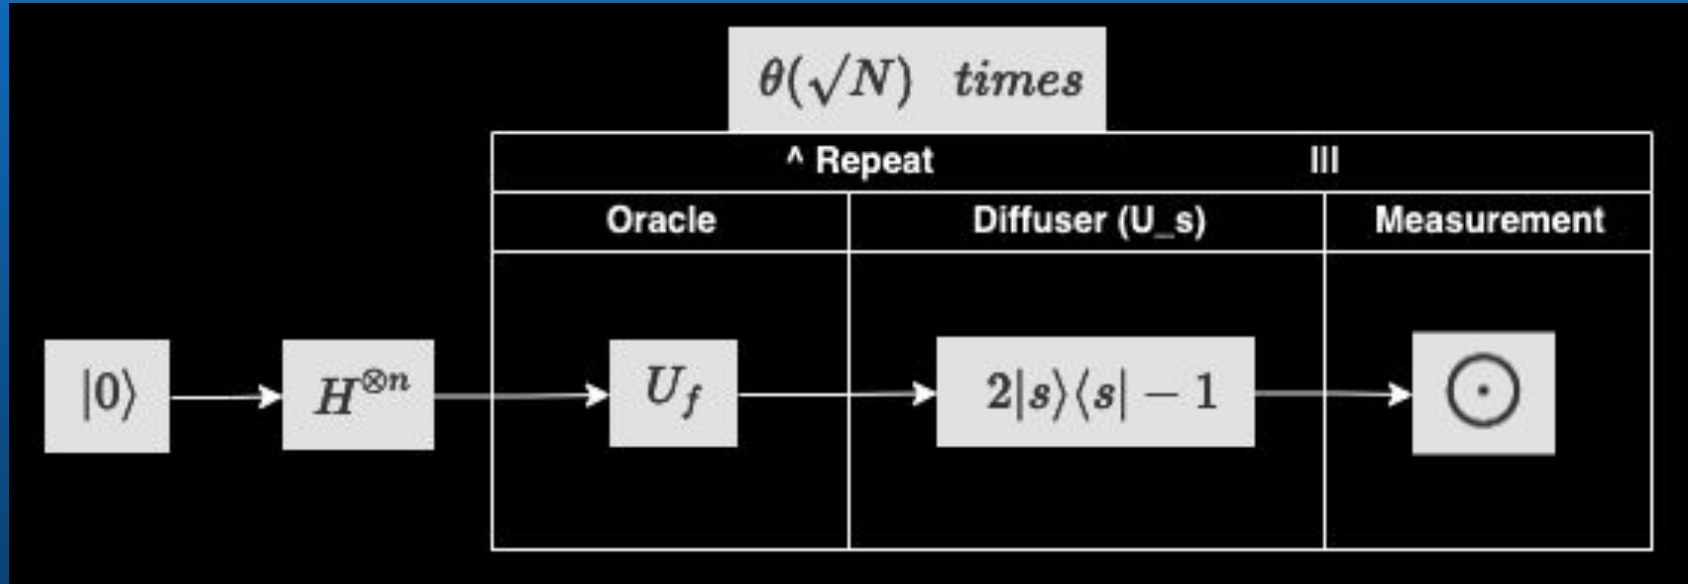 θ(√N) times
^ Repeat III
Oracle Diffuser (U_s) Measurement
|0⟩ H^{⊗n} U_f 2|s⟩⟨s| − 1 ⊙